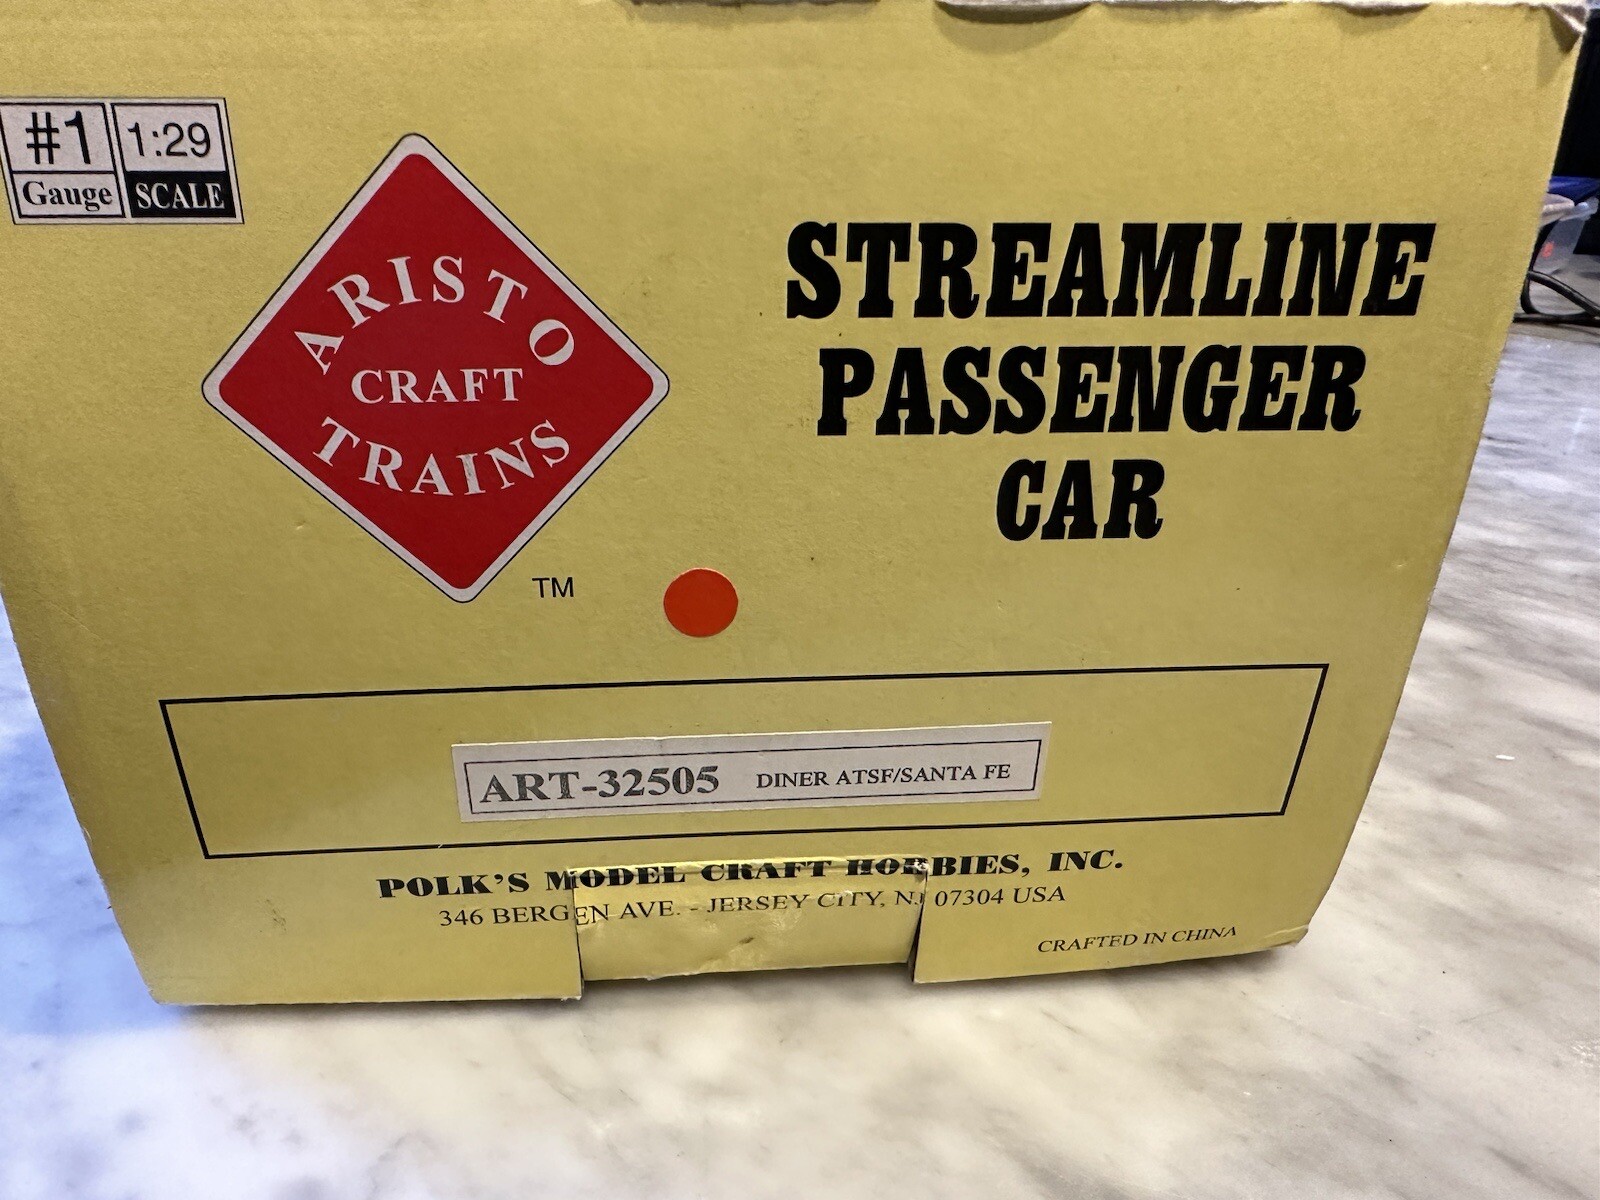 #1 1:29
Gauge SCALE
ARISTO
CRAFT
TRAINS
TM
STREAMLINE
PASSENGER
CAR
ART-32505 DINER ATSF/SANTA FE
POLK'S MODEL CRAFT HOBBIES, INC.
346 BERGEN AVE. - JERSEY CITY, NJ 07304 USA
CRAFTED IN CHINA